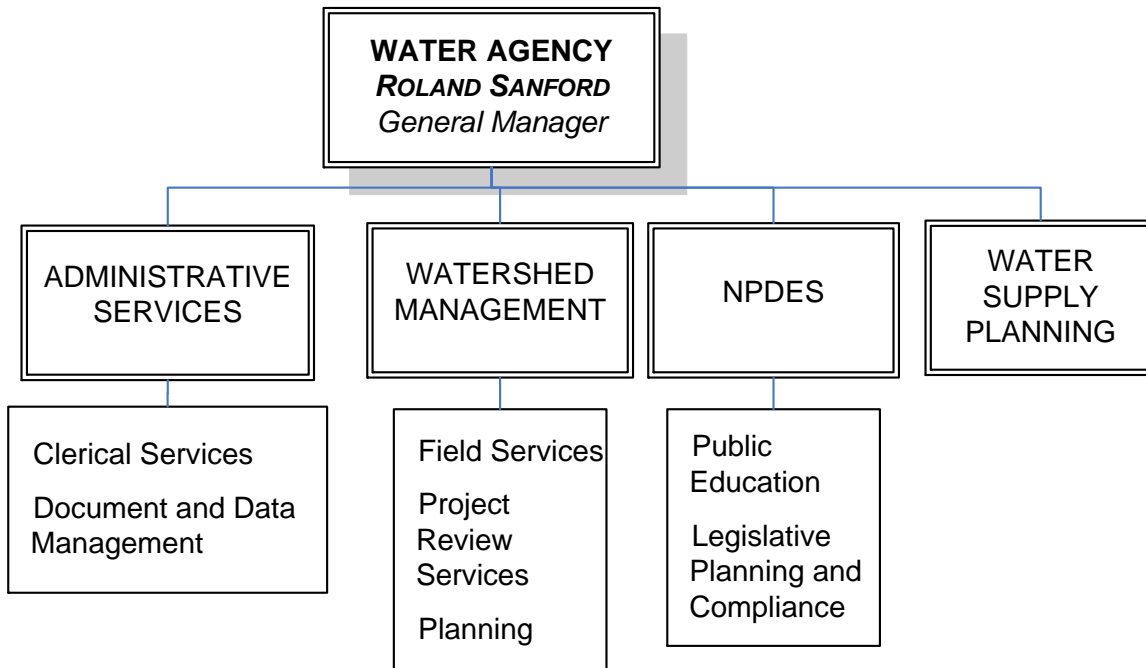 WATER AGENCY
ROLAND SANFORD
General Manager
ADMINISTRATIVE
SERVICES
WATERSHED
MANAGEMENT
NPDES
WATER
SUPPLY
PLANNING
Clerical Services
Document and Data
Management
Field Services
Project
Review
Services
Planning
Public
Education
Legislative
Planning and
Compliance